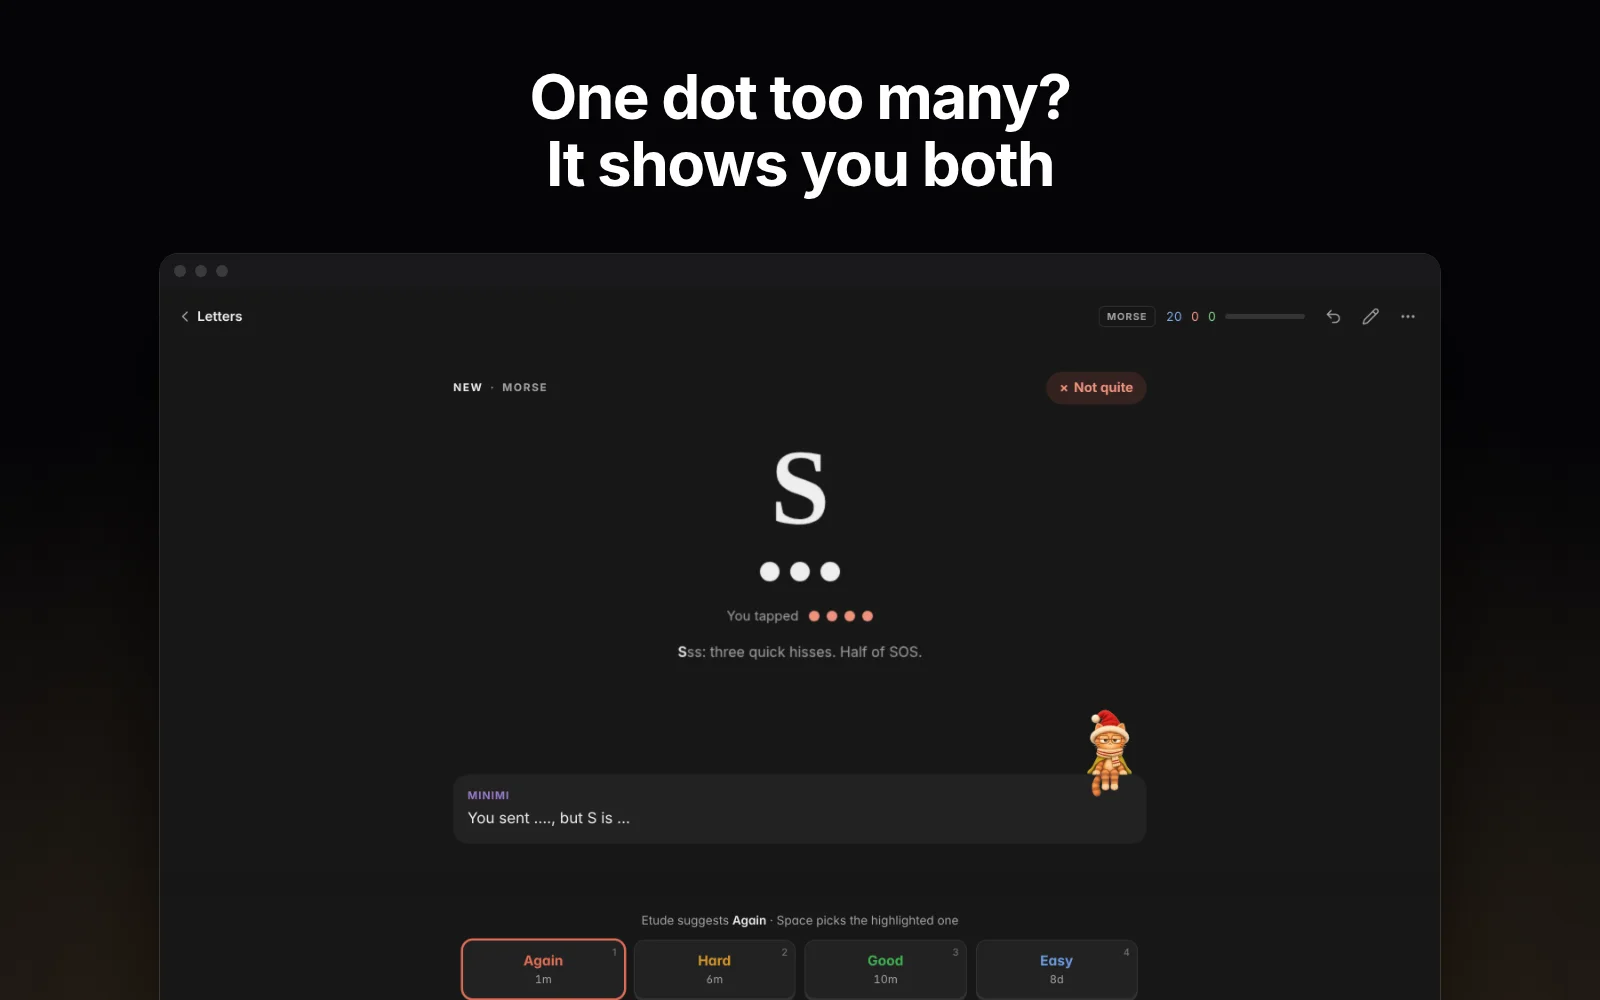 One dot too many?
It shows you both
Letters
MORSE 20 0 0
NEW · MORSE
× Not quite
S
You tapped
Sss: three quick hisses. Half of SOS.
MINIMI
You sent ...., but S is ...
Etude suggests Again · Space picks the highlighted one
Again 1
1m
Hard 2
6m
Good 3
10m
Easy 4
8d